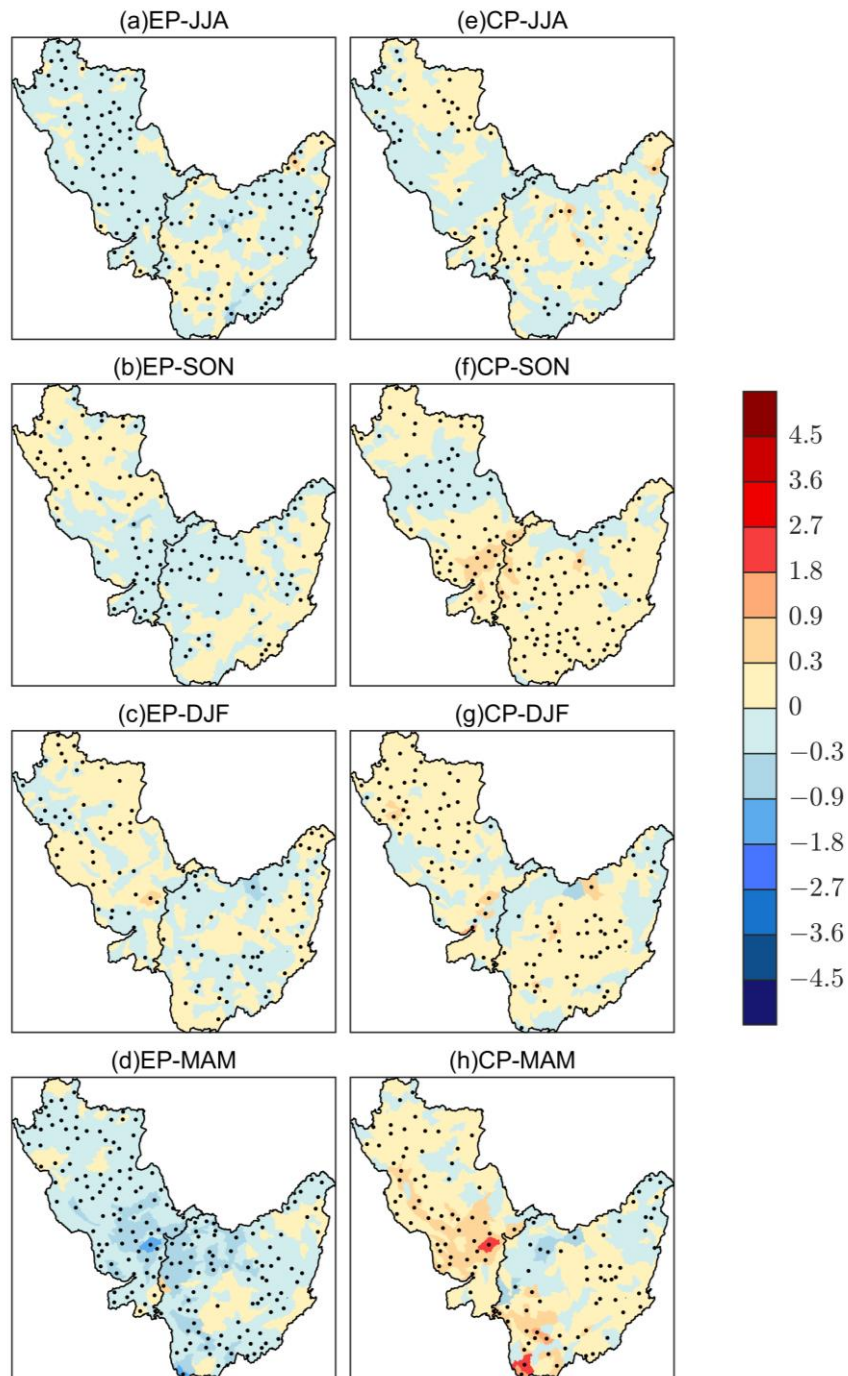 (a)EP-JJA
(e)CP-JJA
(b)EP-SON
(f)CP-SON
(c)EP-DJF
(g)CP-DJF
(d)EP-MAM
(h)CP-MAM
4.5
3.6
2.7
1.8
0.9
0.3
0
−0.3
−0.9
−1.8
−2.7
−3.6
−4.5